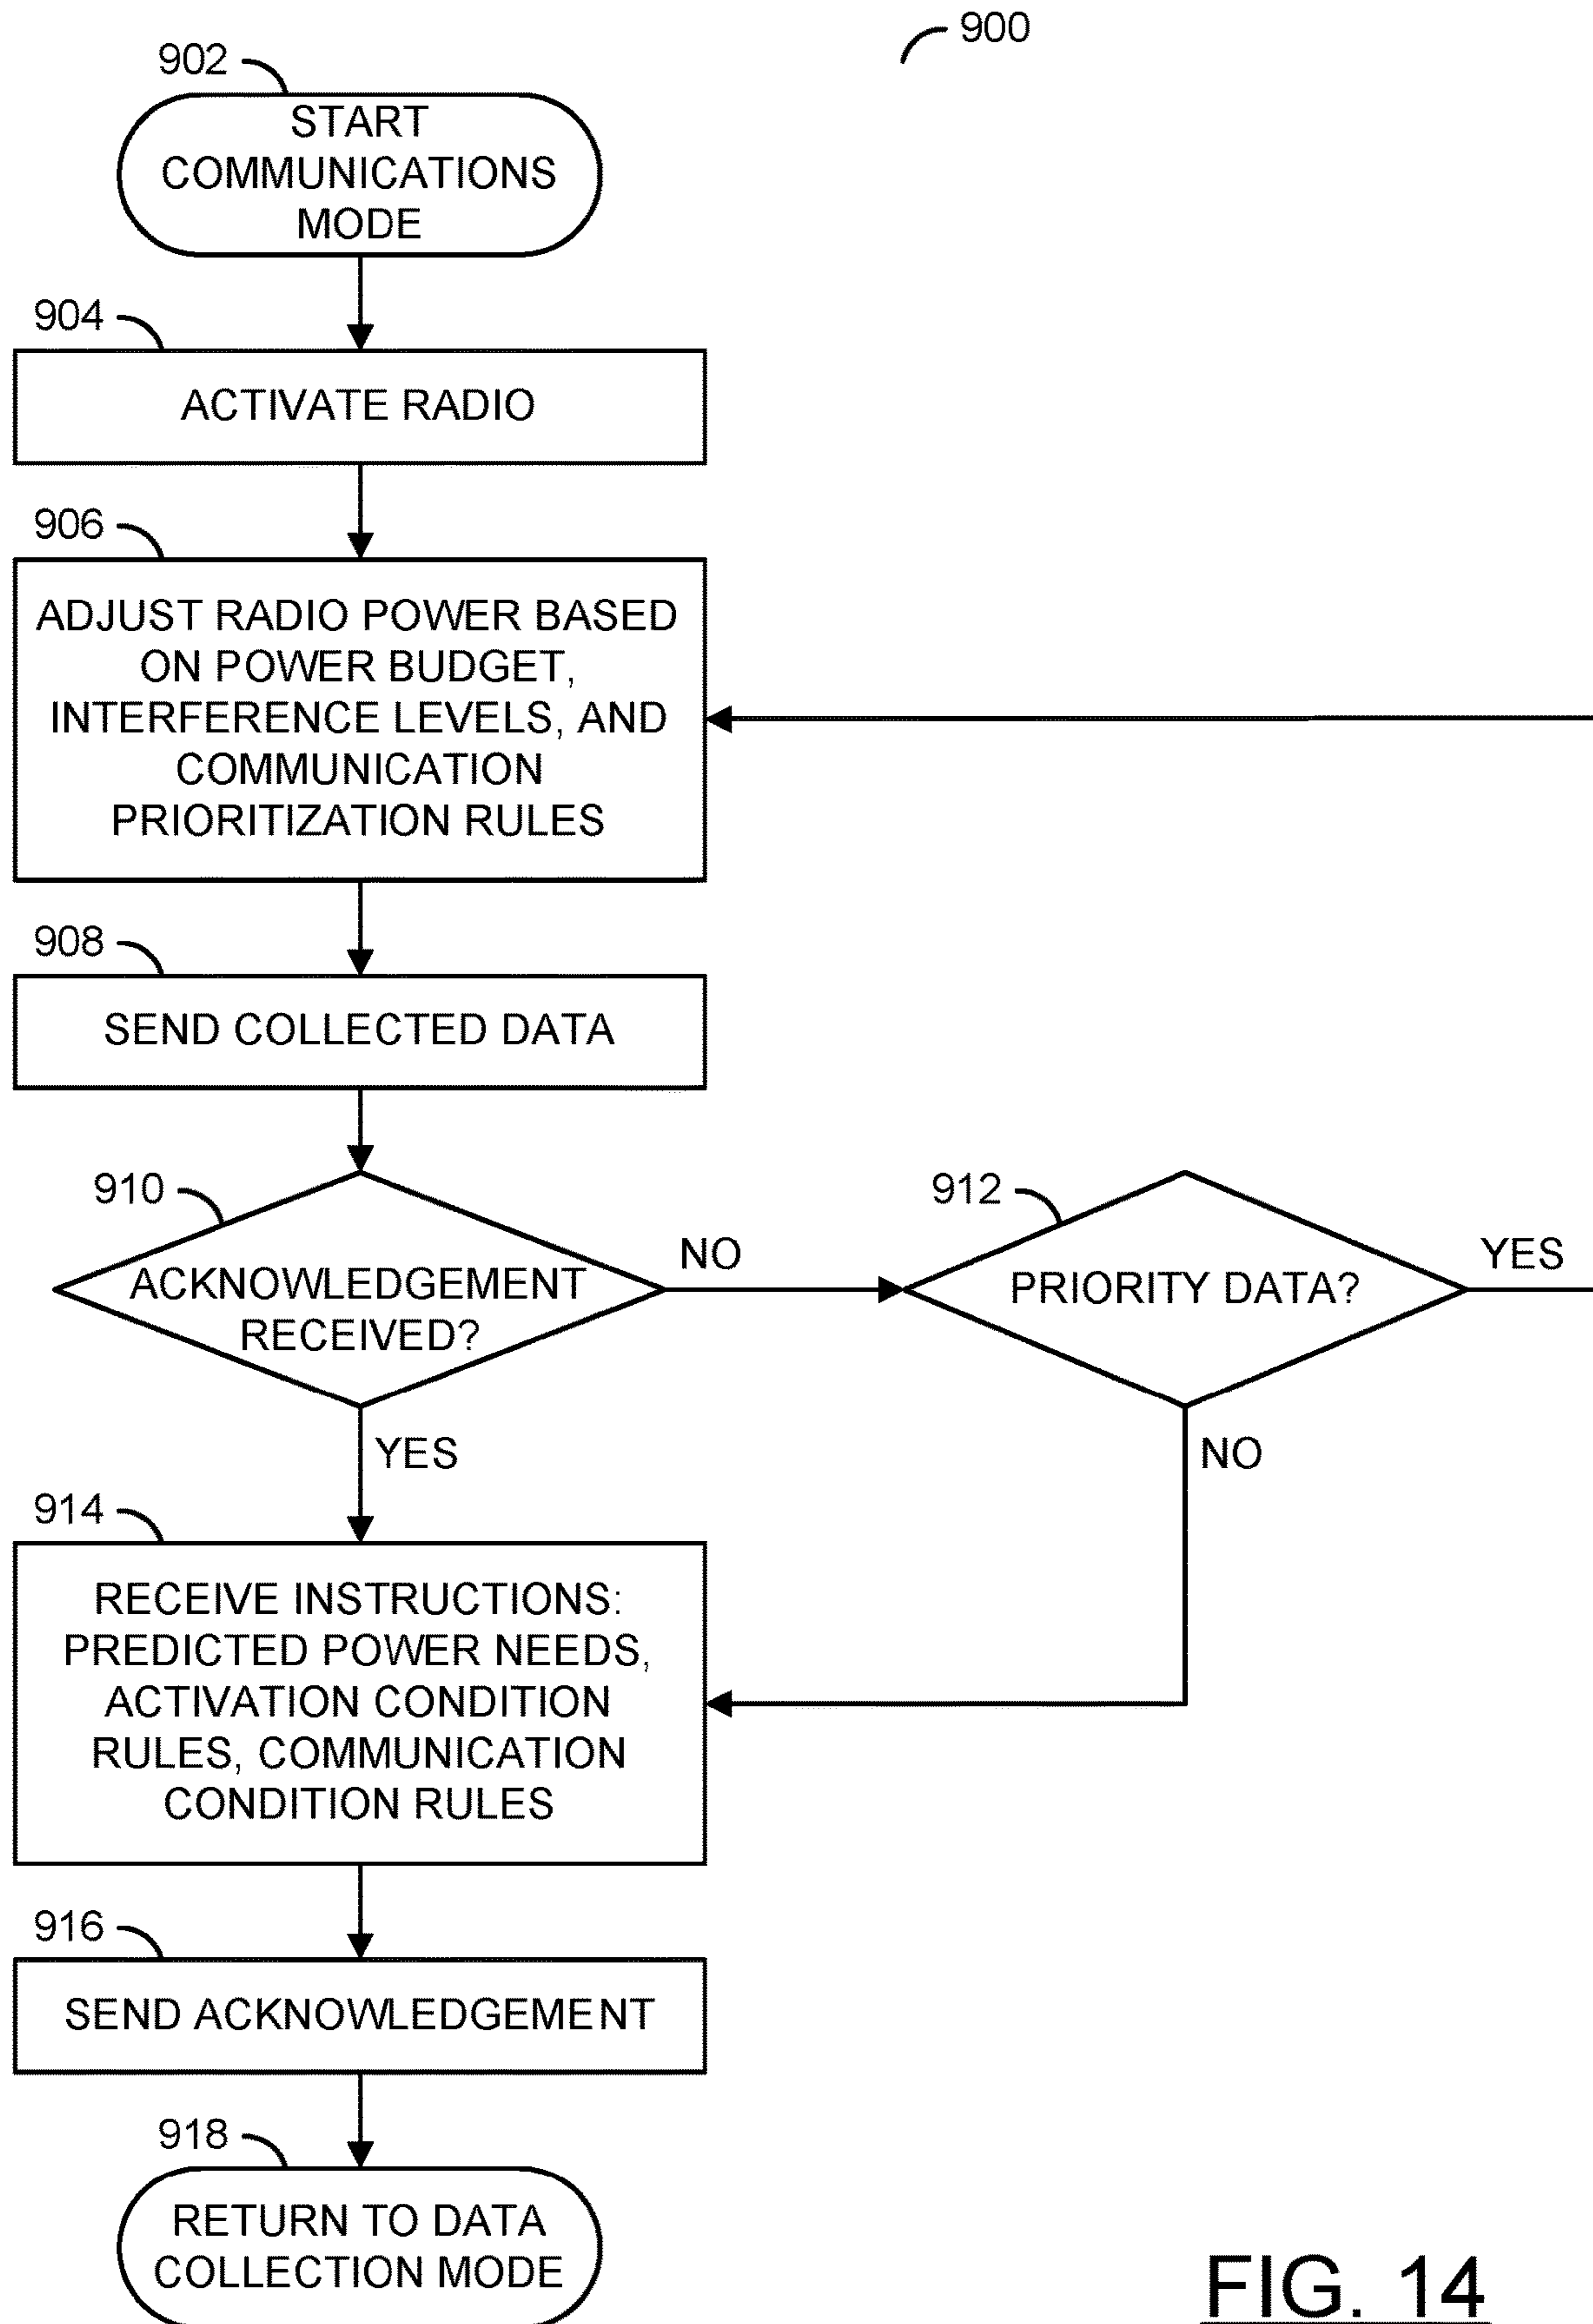 900
902
START
COMMUNICATIONS
MODE
904
ACTIVATE RADIO
906
ADJUST RADIO POWER BASED
ON POWER BUDGET,
INTERFERENCE LEVELS, AND
COMMUNICATION
PRIORITIZATION RULES
908
SEND COLLECTED DATA
910
ACKNOWLEDGEMENT
RECEIVED?
NO
912
PRIORITY DATA?
YES
YES
NO
914
RECEIVE INSTRUCTIONS:
PREDICTED POWER NEEDS,
ACTIVATION CONDITION
RULES, COMMUNICATION
CONDITION RULES
916
SEND ACKNOWLEDGEMENT
918
RETURN TO DATA
COLLECTION MODE
FIG. 14